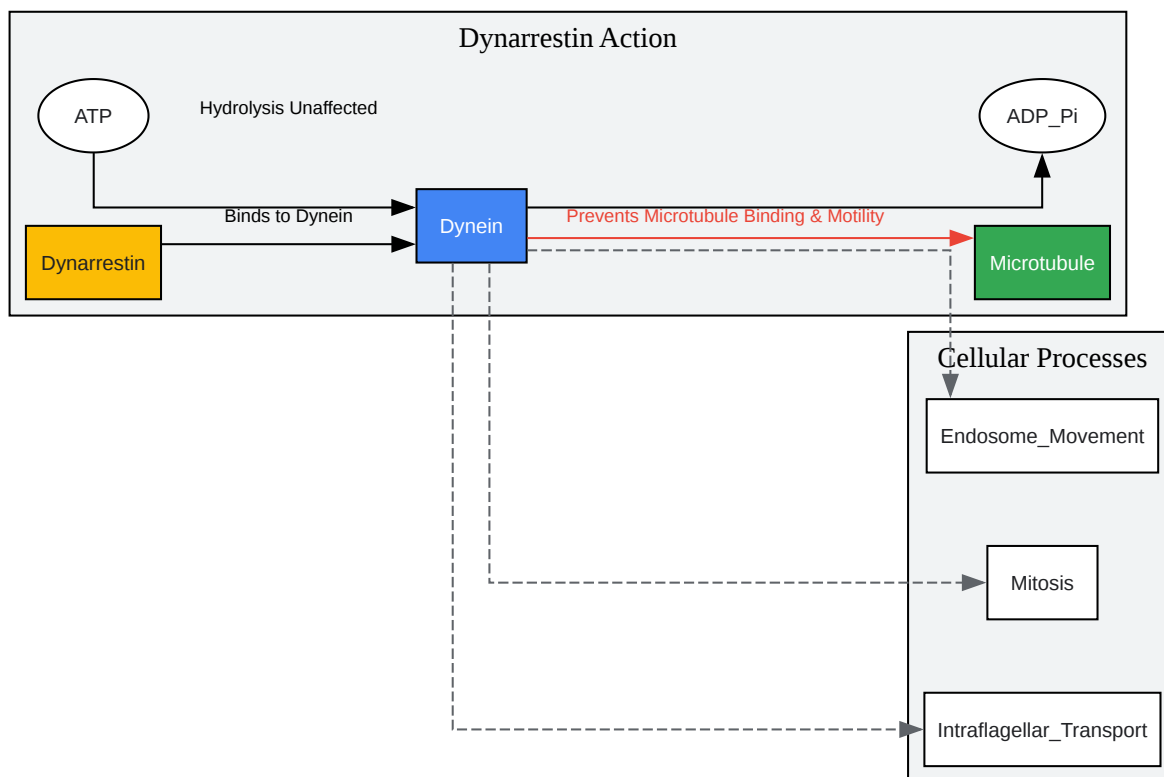 Dynarrestin Action
ATP
Hydrolysis Unaffected
ADP_Pi
Binds to Dynein
Dynein
Prevents Microtubule Binding & Motility
Dynarrestin
Microtubule
Cellular Processes
Endosome_Movement
Mitosis
Intraflagellar_Transport